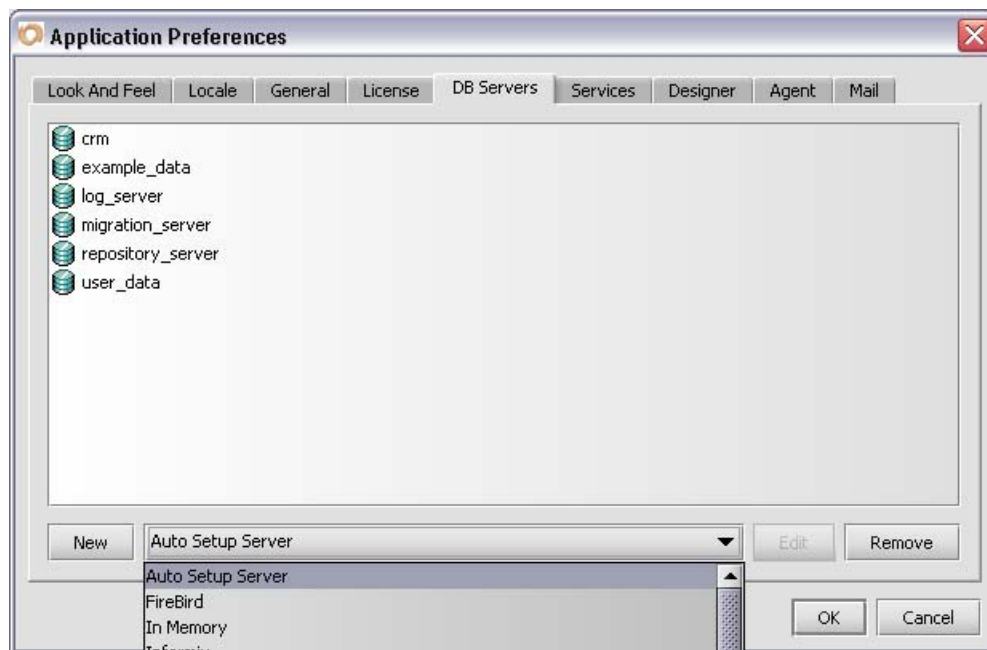 Application Preferences
Look And Feel Locale General License DB Servers Services Designer Agent Mail
crm
example_data
log_server
migration_server
repository_server
user_data
New Auto Setup Server Edit Remove
Auto Setup Server
FireBird
In Memory
Informix
OK Cancel